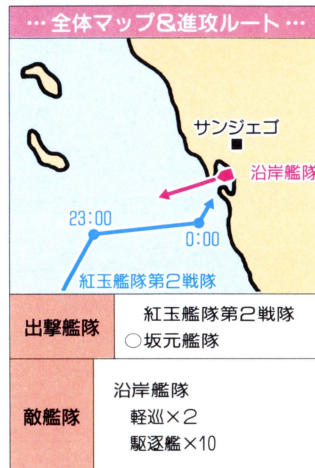 …全体マップ&進攻ルート…
サンジェゴ
沿岸艦隊
23:00
0:00
紅玉艦隊第2戦隊
出撃艦隊
紅玉艦隊第2戦隊
○坂元艦隊
敵艦隊
沿岸艦隊
軽巡×2
駆逐艦×10